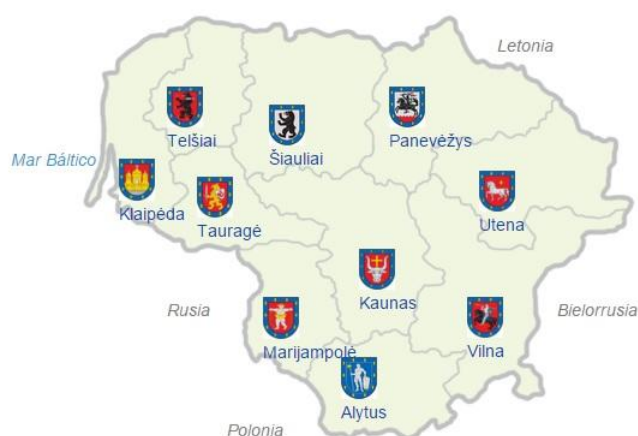 Letonia
Telšiai
Šiauliai
Panevėžys
Mar Báltico
Klaipėda
Tauragė
Utena
Kaunas
Rusia
Bielorrusia
Marijampolė
Vilna
Alytus
Polonia